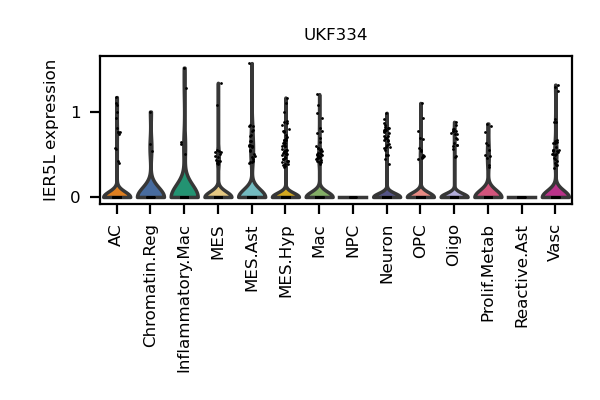 UKF334
IER5L expression
1
0
AC
Chromatin.Reg
Inflammatory.Mac
MES
MES.Ast
MES.Hyp
Mac
NPC
Neuron
OPC
Oligo
Prolif.Metab
Reactive.Ast
Vasc